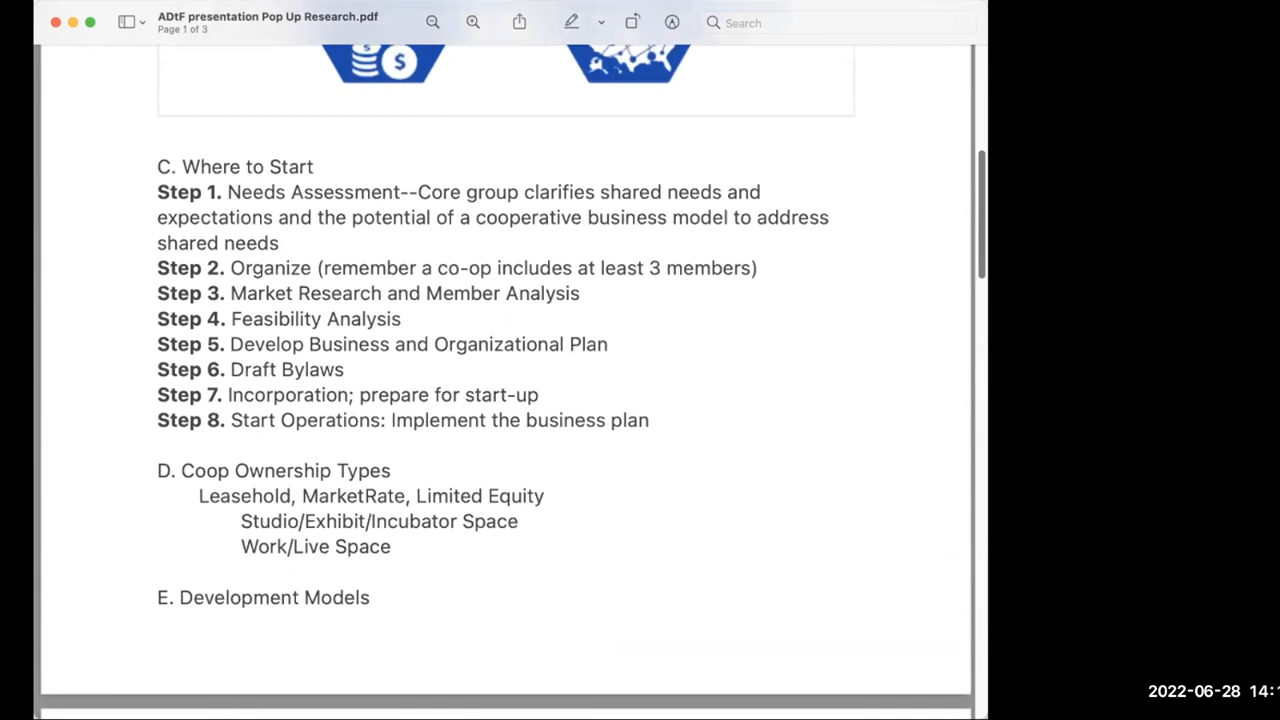 ADtF presentation Pop Up Research.pdf
Page 1 of 3
Search
$
$
C. Where to Start
Step 1. Needs Assessment--Core group clarifies shared needs and
expectations and the potential of a cooperative business model to address
shared needs
Step 2. Organize (remember a co-op includes at least 3 members)
Step 3. Market Research and Member Analysis
Step 4. Feasibility Analysis
Step 5. Develop Business and Organizational Plan
Step 6. Draft Bylaws
Step 7. Incorporation; prepare for start-up
Step 8. Start Operations: Implement the business plan
D. Coop Ownership Types
Leasehold, MarketRate, Limited Equity
Studio/Exhibit/Incubator Space
Work/Live Space
E. Development Models
2022-06-28 14: